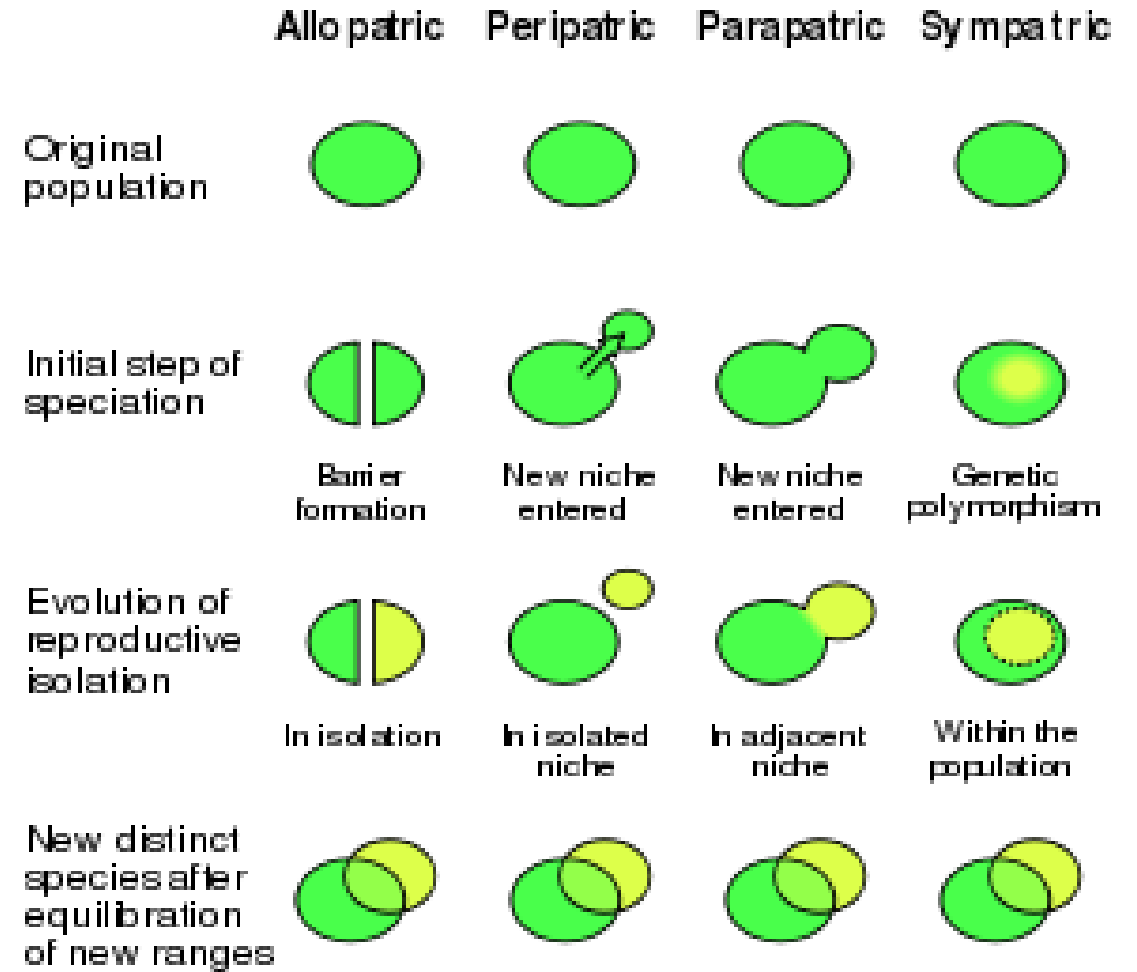 Allopatric Peripatric Parapatric Sympatric
Original
population
Initial step of
speciation
Barrier
formation
New niche
entered
New niche
entered
Genetic
polymorphism
Evolution of
reproductive
isolation
In isolation
In isolated
niche
In adjacent
niche
Within the
population
New distinct
species after
equilibration
of new ranges